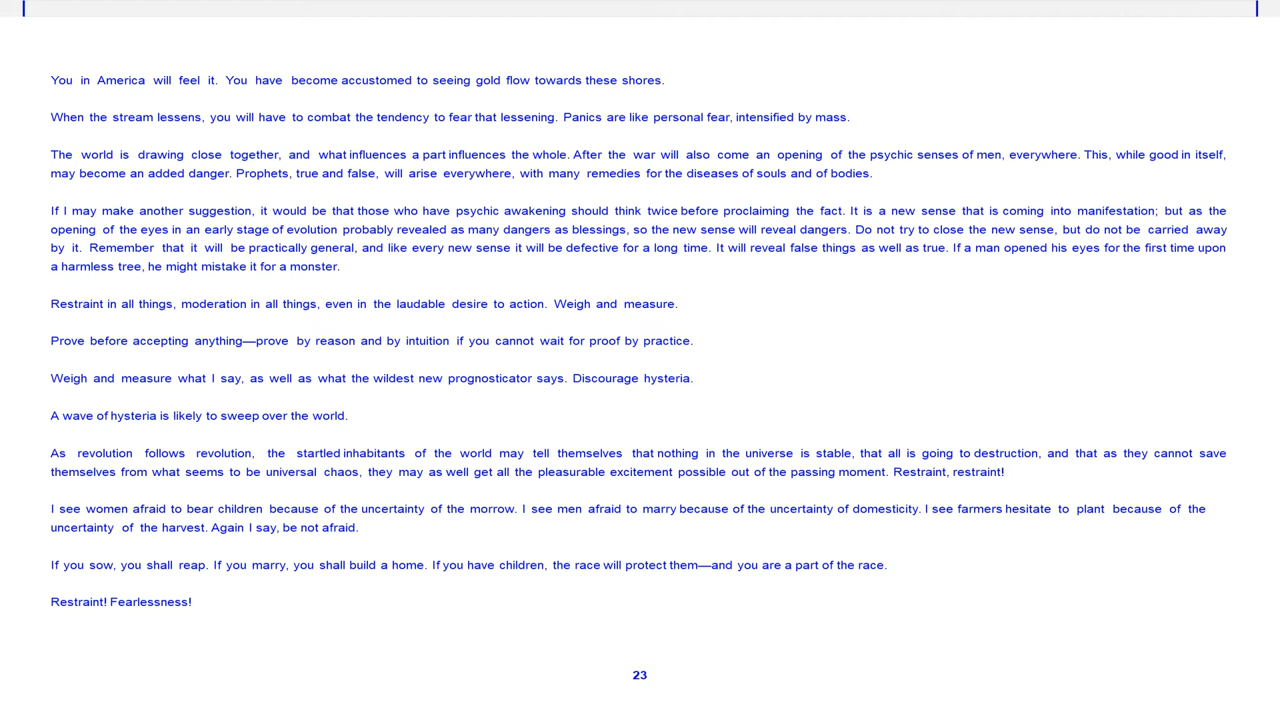 You in America will feel it. You have become accustomed to seeing gold flow towards these shores.
When the stream lessens, you will have to combat the tendency to fear that lessening. Panics are like personal fear, intensified by mass.
The world is drawing close together, and what influences a part influences the whole. After the war will also come an opening of the psychic senses of men, everywhere. This, while good in itself,
may become an added danger. Prophets, true and false, will arise everywhere, with many remedies for the diseases of souls and of bodies.
If I may make another suggestion, it would be that those who have psychic awakening should think twice before proclaiming the fact. It is a new sense that is coming into manifestation; but as the
opening of the eyes in an early stage of evolution probably revealed as many dangers as blessings, so the new sense will reveal dangers. Do not try to close the new sense, but do not be carried away
by it. Remember that it will be practically general, and like every new sense it will be defective for a long time. It will reveal false things as well as true. If a man opened his eyes for the first time upon
a harmless tree, he might mistake it for a monster.
Restraint in all things, moderation in all things, even in the laudable desire to action. Weigh and measure.
Prove before accepting anything—prove by reason and by intuition if you cannot wait for proof by practice.
Weigh and measure what I say, as well as what the wildest new prognosticator says. Discourage hysteria.
A wave of hysteria is likely to sweep over the world.
As revolution follows revolution, the startled inhabitants of the world may tell themselves that nothing in the universe is stable, that all is going to destruction, and that as they cannot save
themselves from what seems to be universal chaos, they may as well get all the pleasurable excitement possible out of the passing moment. Restraint, restraint!
I see women afraid to bear children because of the uncertainty of the morrow. I see men afraid to marry because of the uncertainty of domesticity. I see farmers hesitate to plant because of the
uncertainty of the harvest. Again I say, be not afraid.
If you sow, you shall reap. If you marry, you shall build a home. If you have children, the race will protect them—and you are a part of the race.
Restraint! Fearlessness!
23